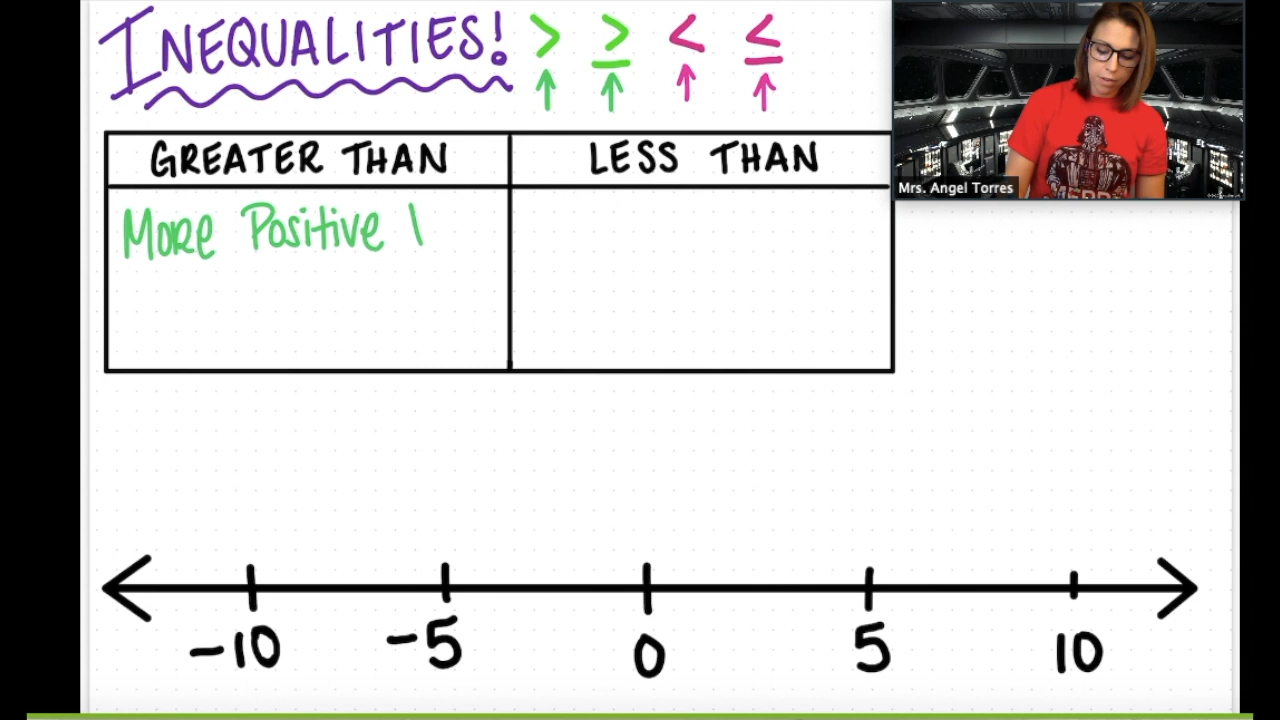 INEQUALITIES! > ≥ < ≤
↑ ↑ ↑ ↑
GREATER THAN LESS THAN
More Positive
Mrs. Angel Torres
-10 -5 0 5 10